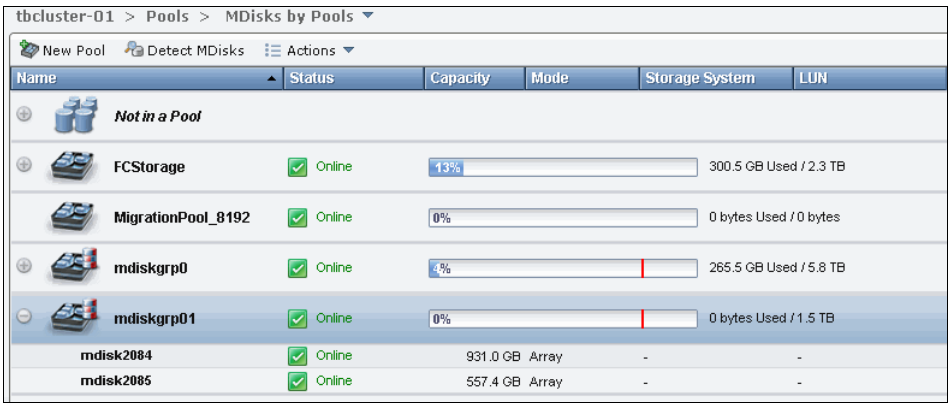 tbcluster-01 > Pools > MDisks by Pools
New Pool Detect MDisks Actions
Name Status Capacity Mode Storage System LUN
Not in a Pool
FCStorage Online 13% 300.5 GB Used / 2.3 TB
MigrationPool_8192 Online 0% 0 bytes Used / 0 bytes
mdiskgrp0 Online 4% 265.5 GB Used / 5.8 TB
mdiskgrp01 Online 0% 0 bytes Used / 1.5 TB
mdisk2084 Online 931.0 GB Array - -
mdisk2085 Online 557.4 GB Array - -